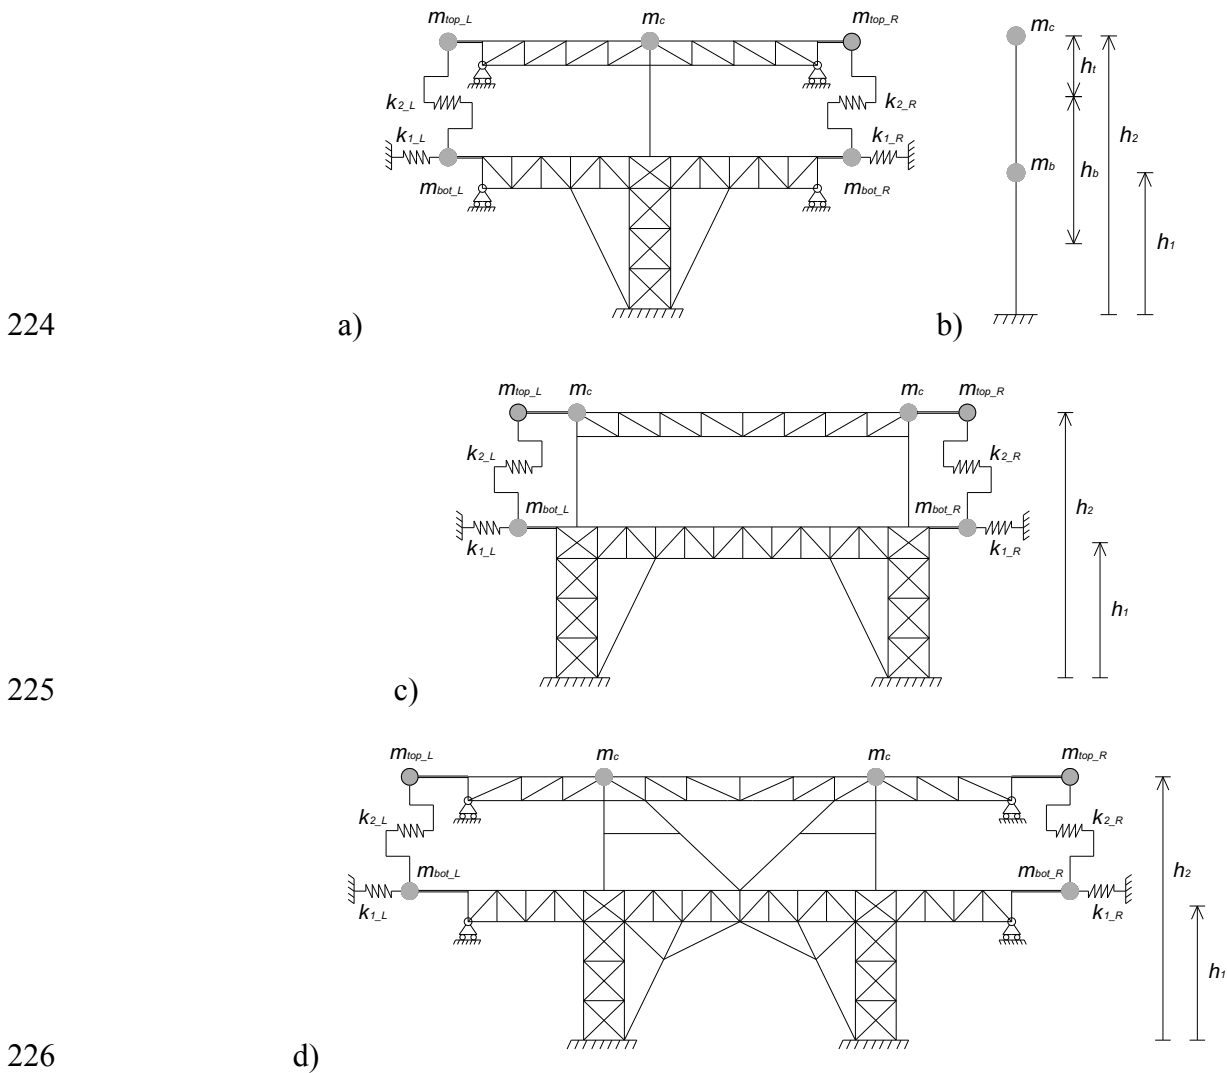 m_top_L m_c m_top_R m_c
h_t
k_2_L k_2_R
k_1_L k_1_R h_2
m_b
h_b
m_bot_L m_bot_R
h_1
224 a) b)
m_top_L m_c m_c m_top_R
k_2_L k_2_R
m_bot_L m_bot_R h_2
k_1_L k_1_R
h_1
225 c)
m_top_L m_c m_c m_top_R
k_2_L k_2_R
m_bot_L m_bot_R h_2
k_1_L k_1_R
h_1
226 d)